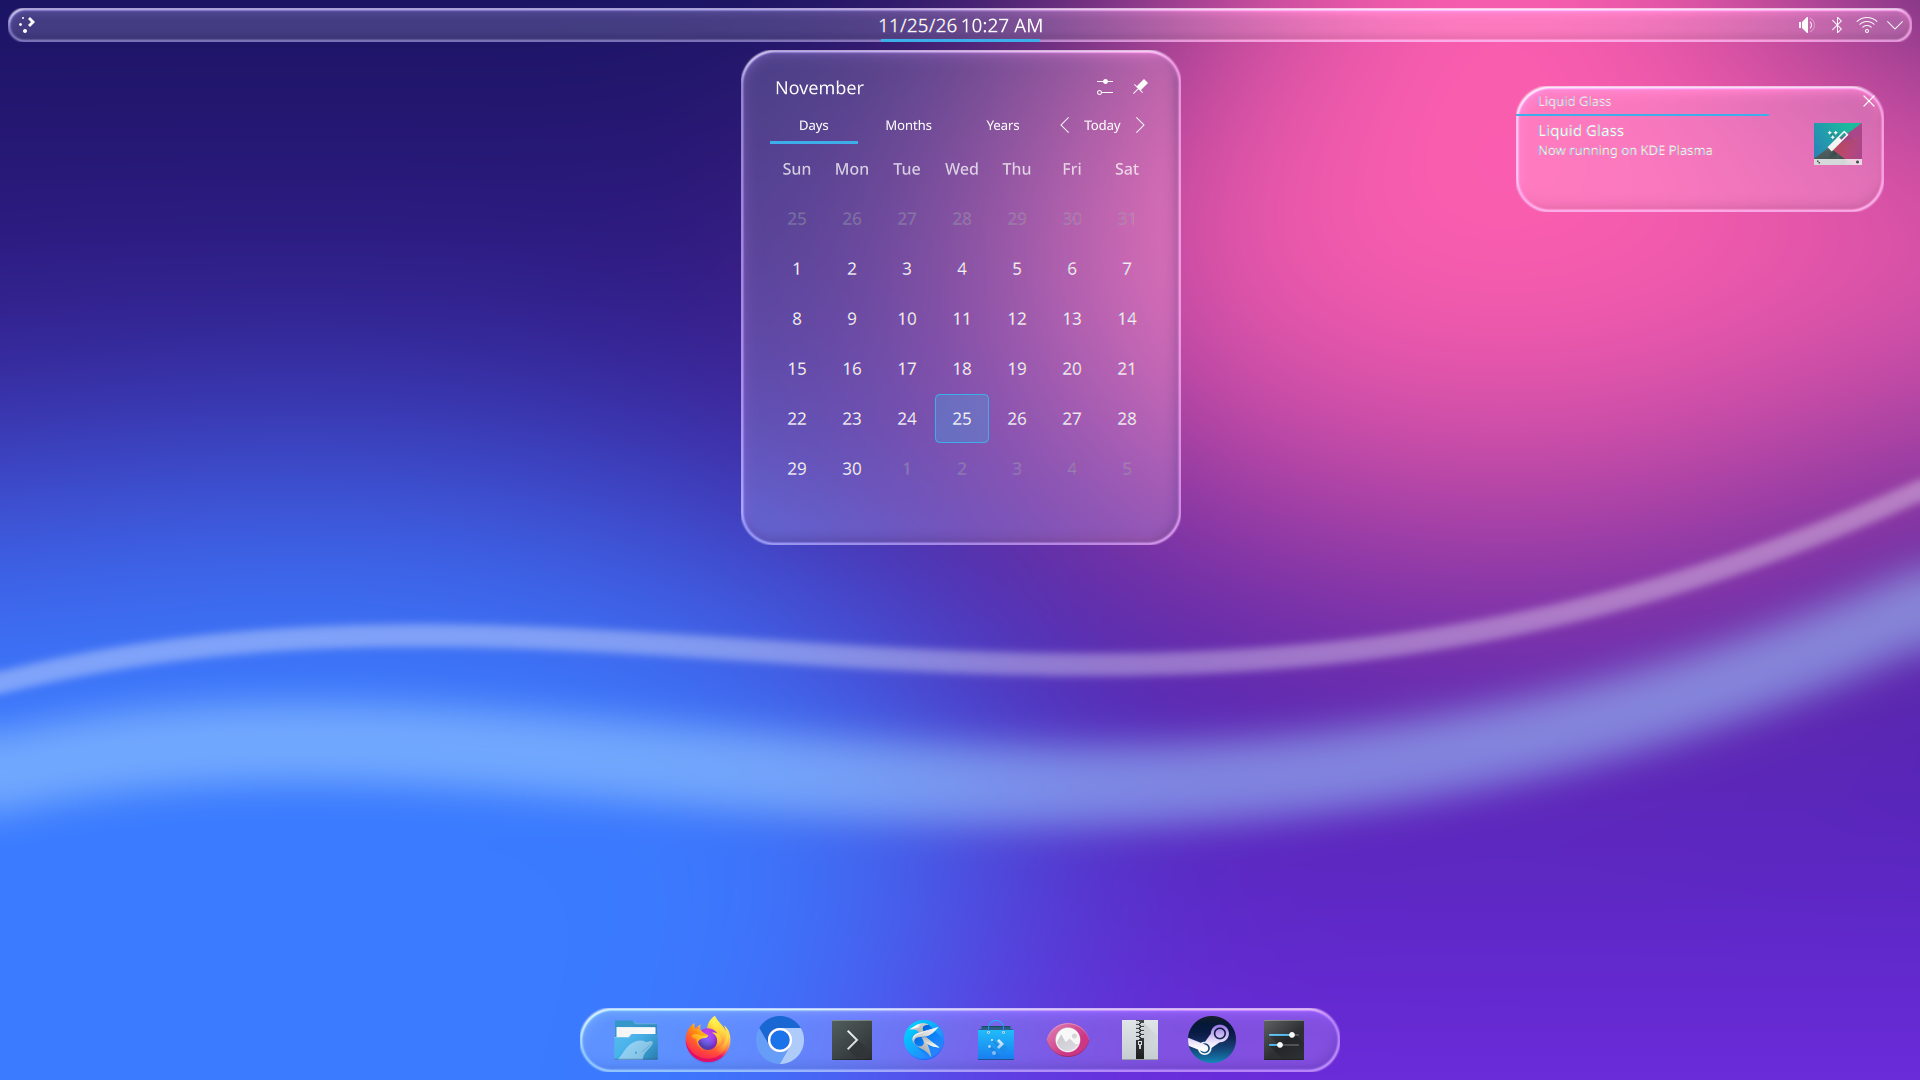 11/25/26 10:27 AM
November
Days Months Years Today
Sun Mon Tue Wed Thu Fri Sat
25 26 27 28 29 30 31
1 2 3 4 5 6 7
8 9 10 11 12 13 14
15 16 17 18 19 20 21
22 23 24 25 26 27 28
29 30 1 2 3 4 5
Liquid Glass
Liquid Glass
Now running on KDE Plasma